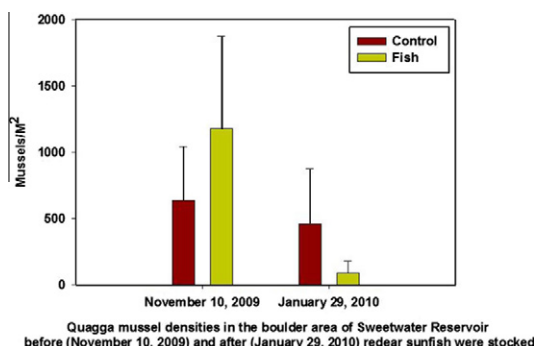 2000
1500
1000
500
0
Mussels/M²
Control
Fish
November 10, 2009 January 29, 2010
Quagga mussel densities in the boulder area of Sweetwater Reservoir
before (November 10, 2009) and after (January 29, 2010) redear sunfish were stocked